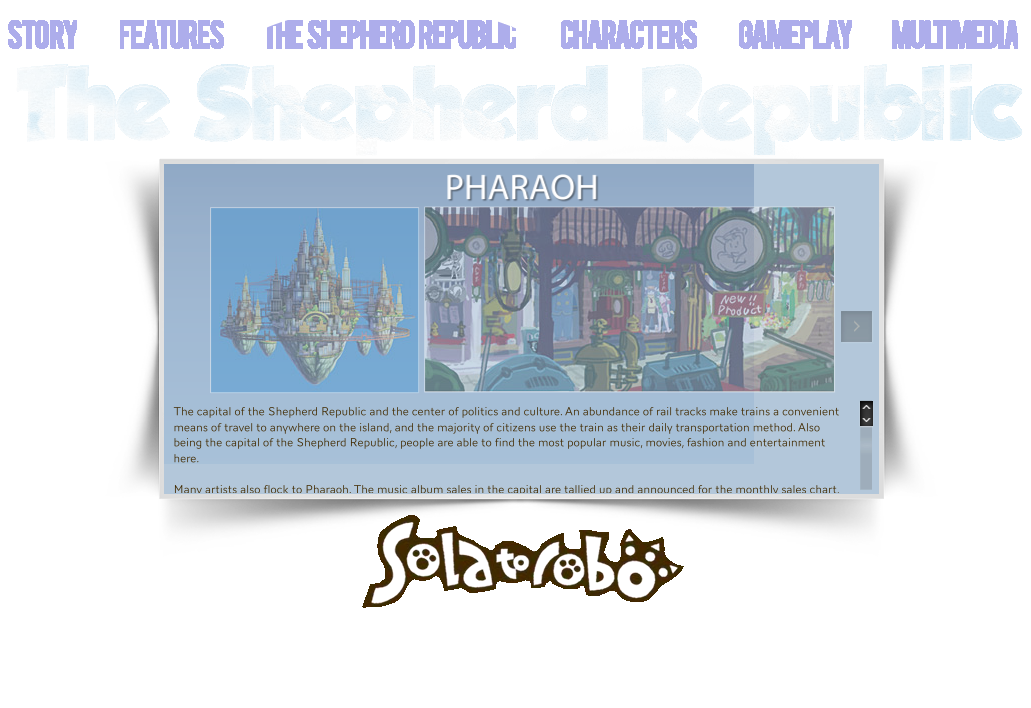 STORY FEATURES THE SHEPHERD REPUBLIC CHARACTERS GAMEPLAY MULTIMEDIA
The Shepherd Republic
PHARAOH
New!!
Product
The capital of the Shepherd Republic and the center of politics and culture. An abundance of rail tracks make trains a convenient
means of travel to anywhere on the island, and the majority of citizens use the train as their daily transportation method. Also
being the capital of the Shepherd Republic, people are able to find the most popular music, movies, fashion and entertainment
here.
Many artists also flock to Pharaoh. The music album sales in the capital are tallied up and announced for the monthly sales chart.
Solatorobo